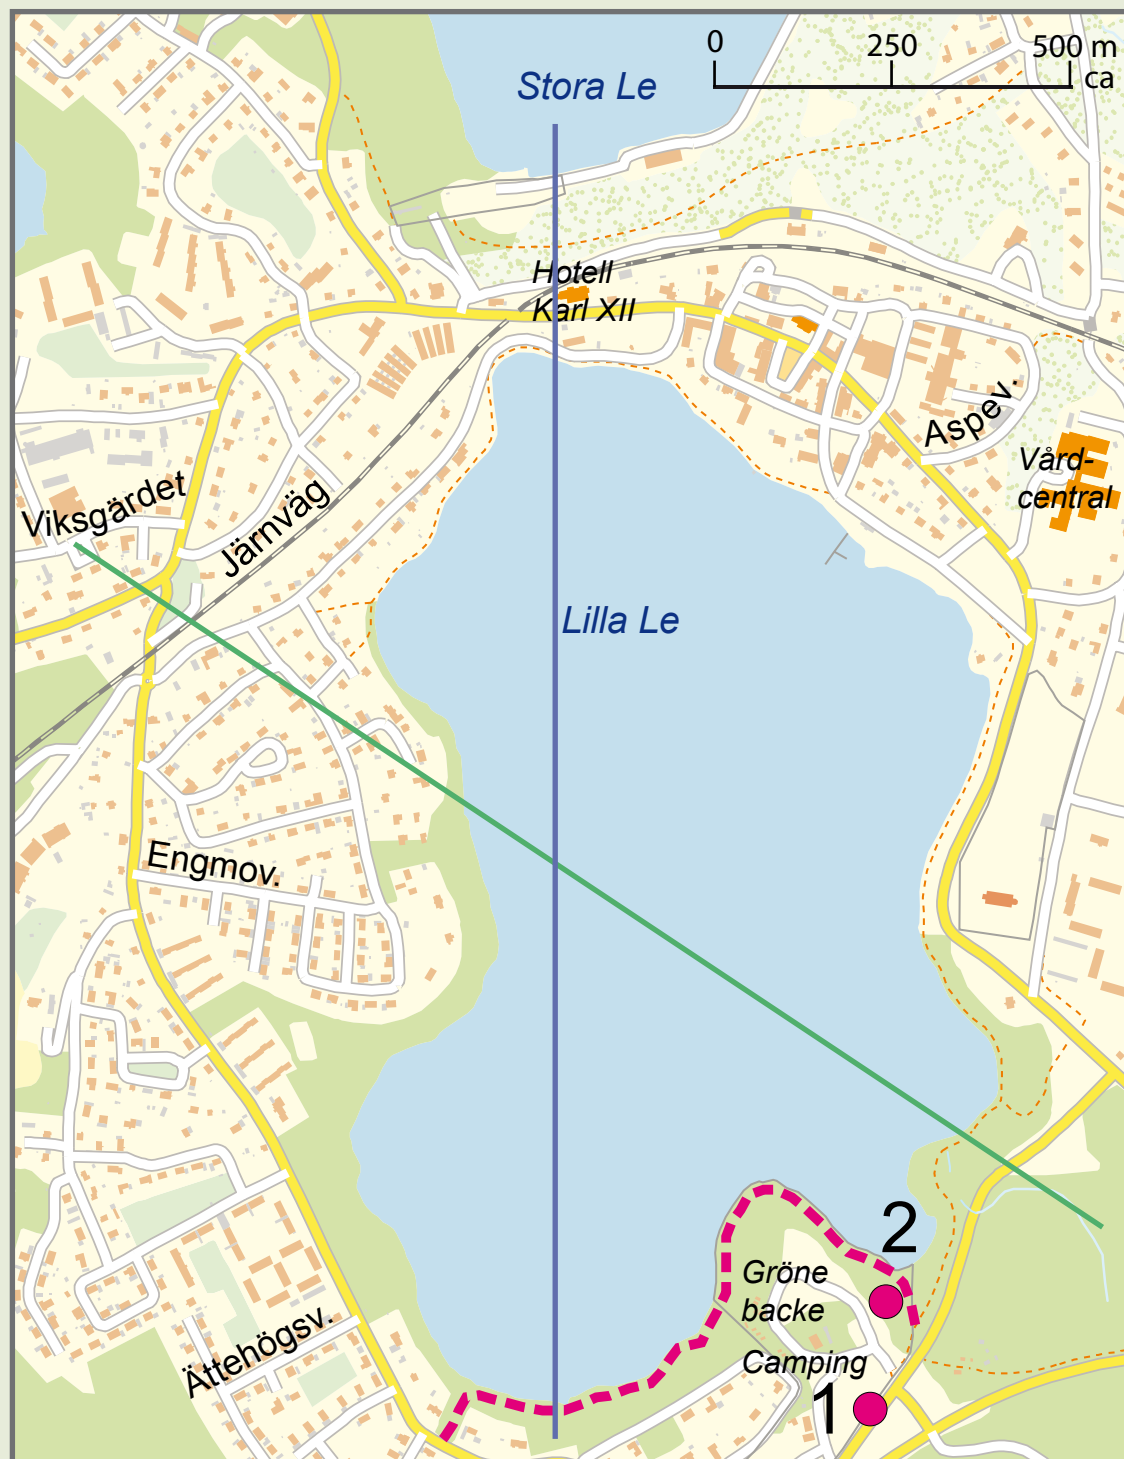 0 250 500 m
ca
Stora Le
Hotell
Karl XII
Aspev.
Vård-
central
Viksgärdet
Järnväg
Lilla Le
Engmov.
2
Gröne
backe
Camping
1
Ättehögsv.